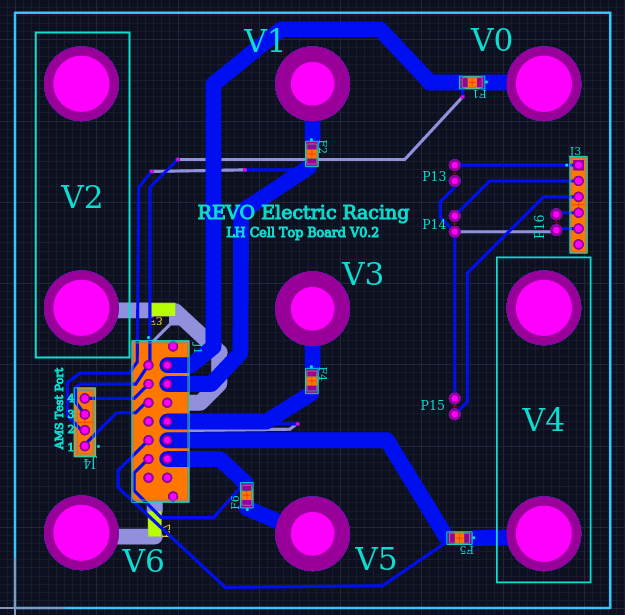 V1
V0
F1
F2
J3
P13
V2
REVO Electric Racing
LH Cell Top Board V0.2
P14
P16
V3
F3
J1
F4
AMS Test Port
4
3
2
1
J4
P15
V4
F6
V6
V5
F5